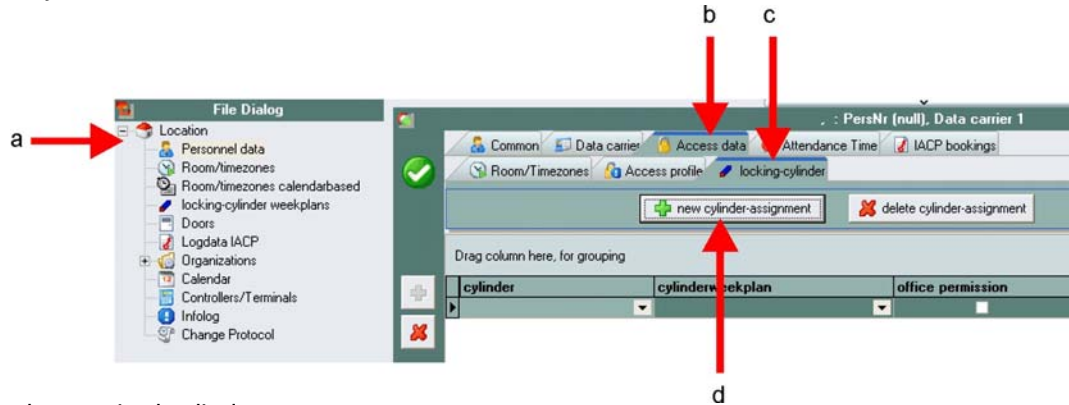 b c
a
File Dialog
Location
Personnel data
Room/timezones
Room/timezones calendarbased
locking-cylinder weekplans
Doors
Logdata IACP
Organizations
Calendar
Controllers/Terminals
Infolog
Change Protocol
, : PersNr (null), Data carrier 1
Common Data carrier Access data Attendance Time IACP bookings
Room/Timezones Access profile locking-cylinder
new cylinder-assignment delete cylinder-assignment
Drag column here, for grouping
cylinder cylinderweekplan office permission
d